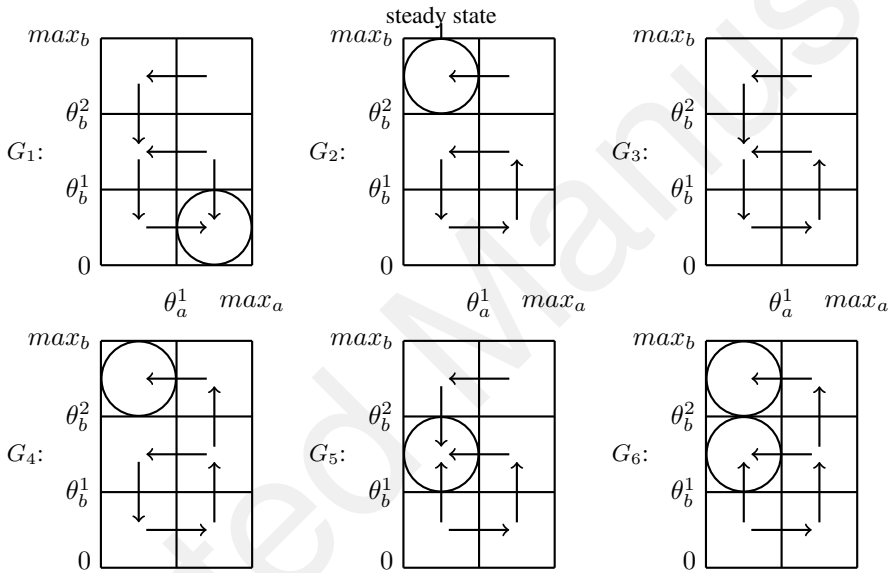 steady state
max_b max_b max_b
θ_b^2 θ_b^2 θ_b^2
G_1: G_2: G_3:
θ_b^1 θ_b^1 θ_b^1
0 0 0
θ_a^1 max_a θ_a^1 max_a θ_a^1 max_a
max_b max_b max_b
θ_b^2 θ_b^2 θ_b^2
G_4: G_5: G_6:
θ_b^1 θ_b^1 θ_b^1
0 0 0
ted Manus